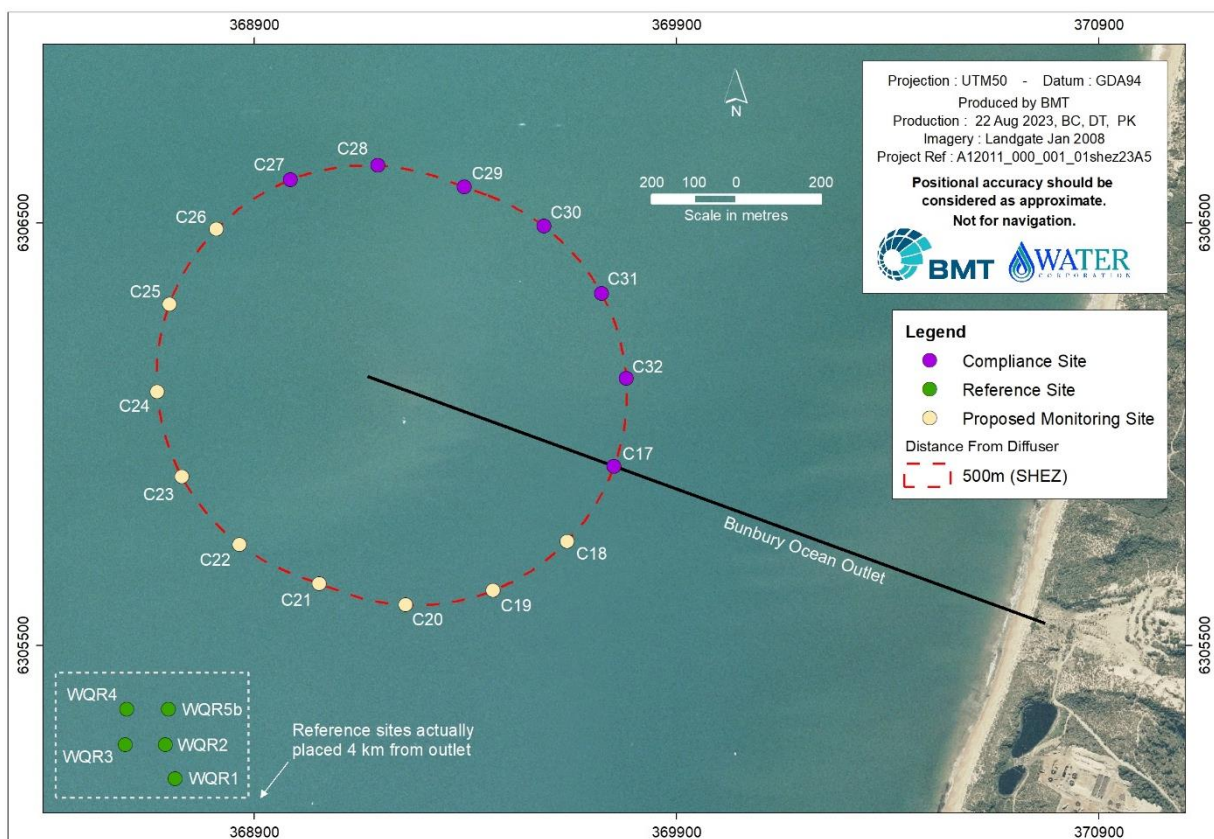 368900
369900
370900
Projection : UTM50 - Datum : GDA94
Produced by BMT
Production : 22 Aug 2023, BC, DT, PK
Imagery : Landgate Jan 2008
Project Ref : A12011_000_001_01shez23A5
Positional accuracy should be
considered as approximate.
Not for navigation.
BMT
WATER
CORPORATION
N
200 100 0 200
Scale in metres
C28
C27
C29
C26
C30
6306500
6306500
C31
C25
Legend
Compliance Site
Reference Site
Proposed Monitoring Site
Distance From Diffuser
500m (SHEZ)
C32
C24
C17
C23
Bunbury Ocean Outlet
C18
C22
C21
C19
C20
6305500
6305500
WQR4
WQR5b
WQR3
WQR2
WQR1
Reference sites actually
placed 4 km from outlet
368900
369900
370900